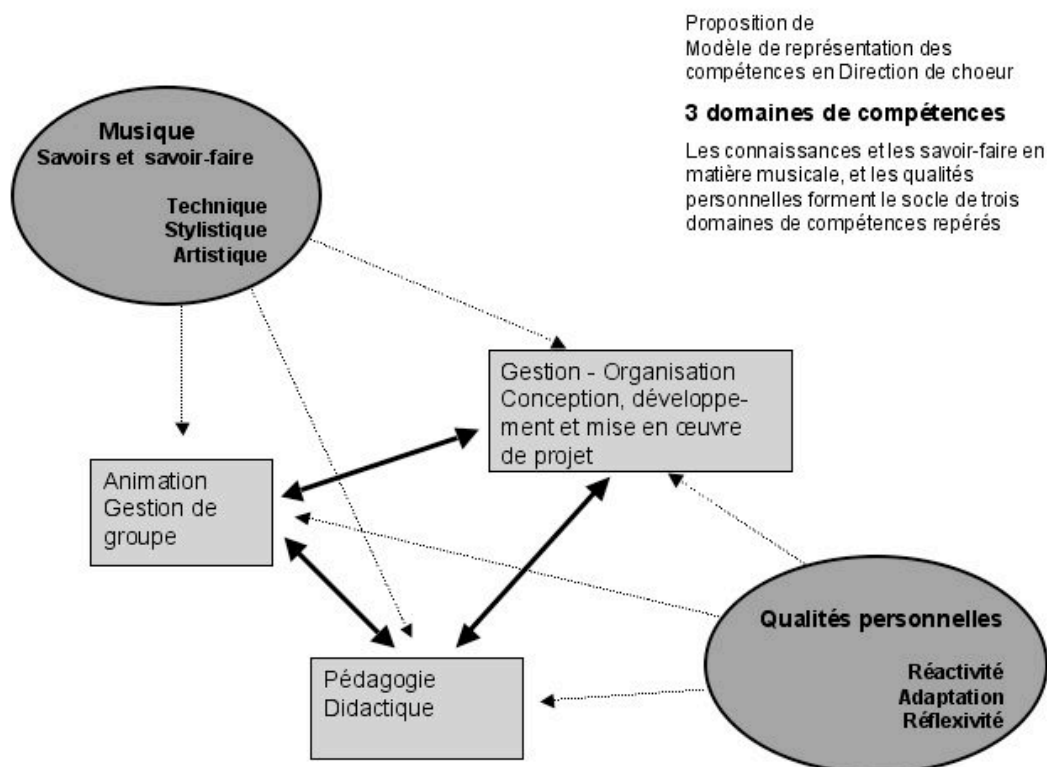 Proposition de
Modèle de représentation des
compétences en Direction de choeur
3 domaines de compétences
Les connaissances et les savoir-faire en
matière musicale, et les qualités
personnelles forment le socle de trois
domaines de compétences repérés
Musique
Savoirs et savoir-faire
Technique
Stylistique
Artistique
Gestion - Organisation
Conception, développe-
ment et mise en œuvre
de projet
Animation
Gestion de
groupe
Pédagogie
Didactique
Qualités personnelles
Réactivité
Adaptation
Réflexivité